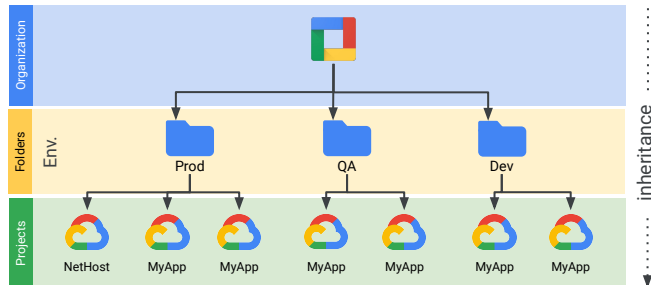 Organization
Folders
Env.
Prod
QA
Dev
Projects
NetHost
MyApp
MyApp
MyApp
MyApp
MyApp
MyApp
inheritance